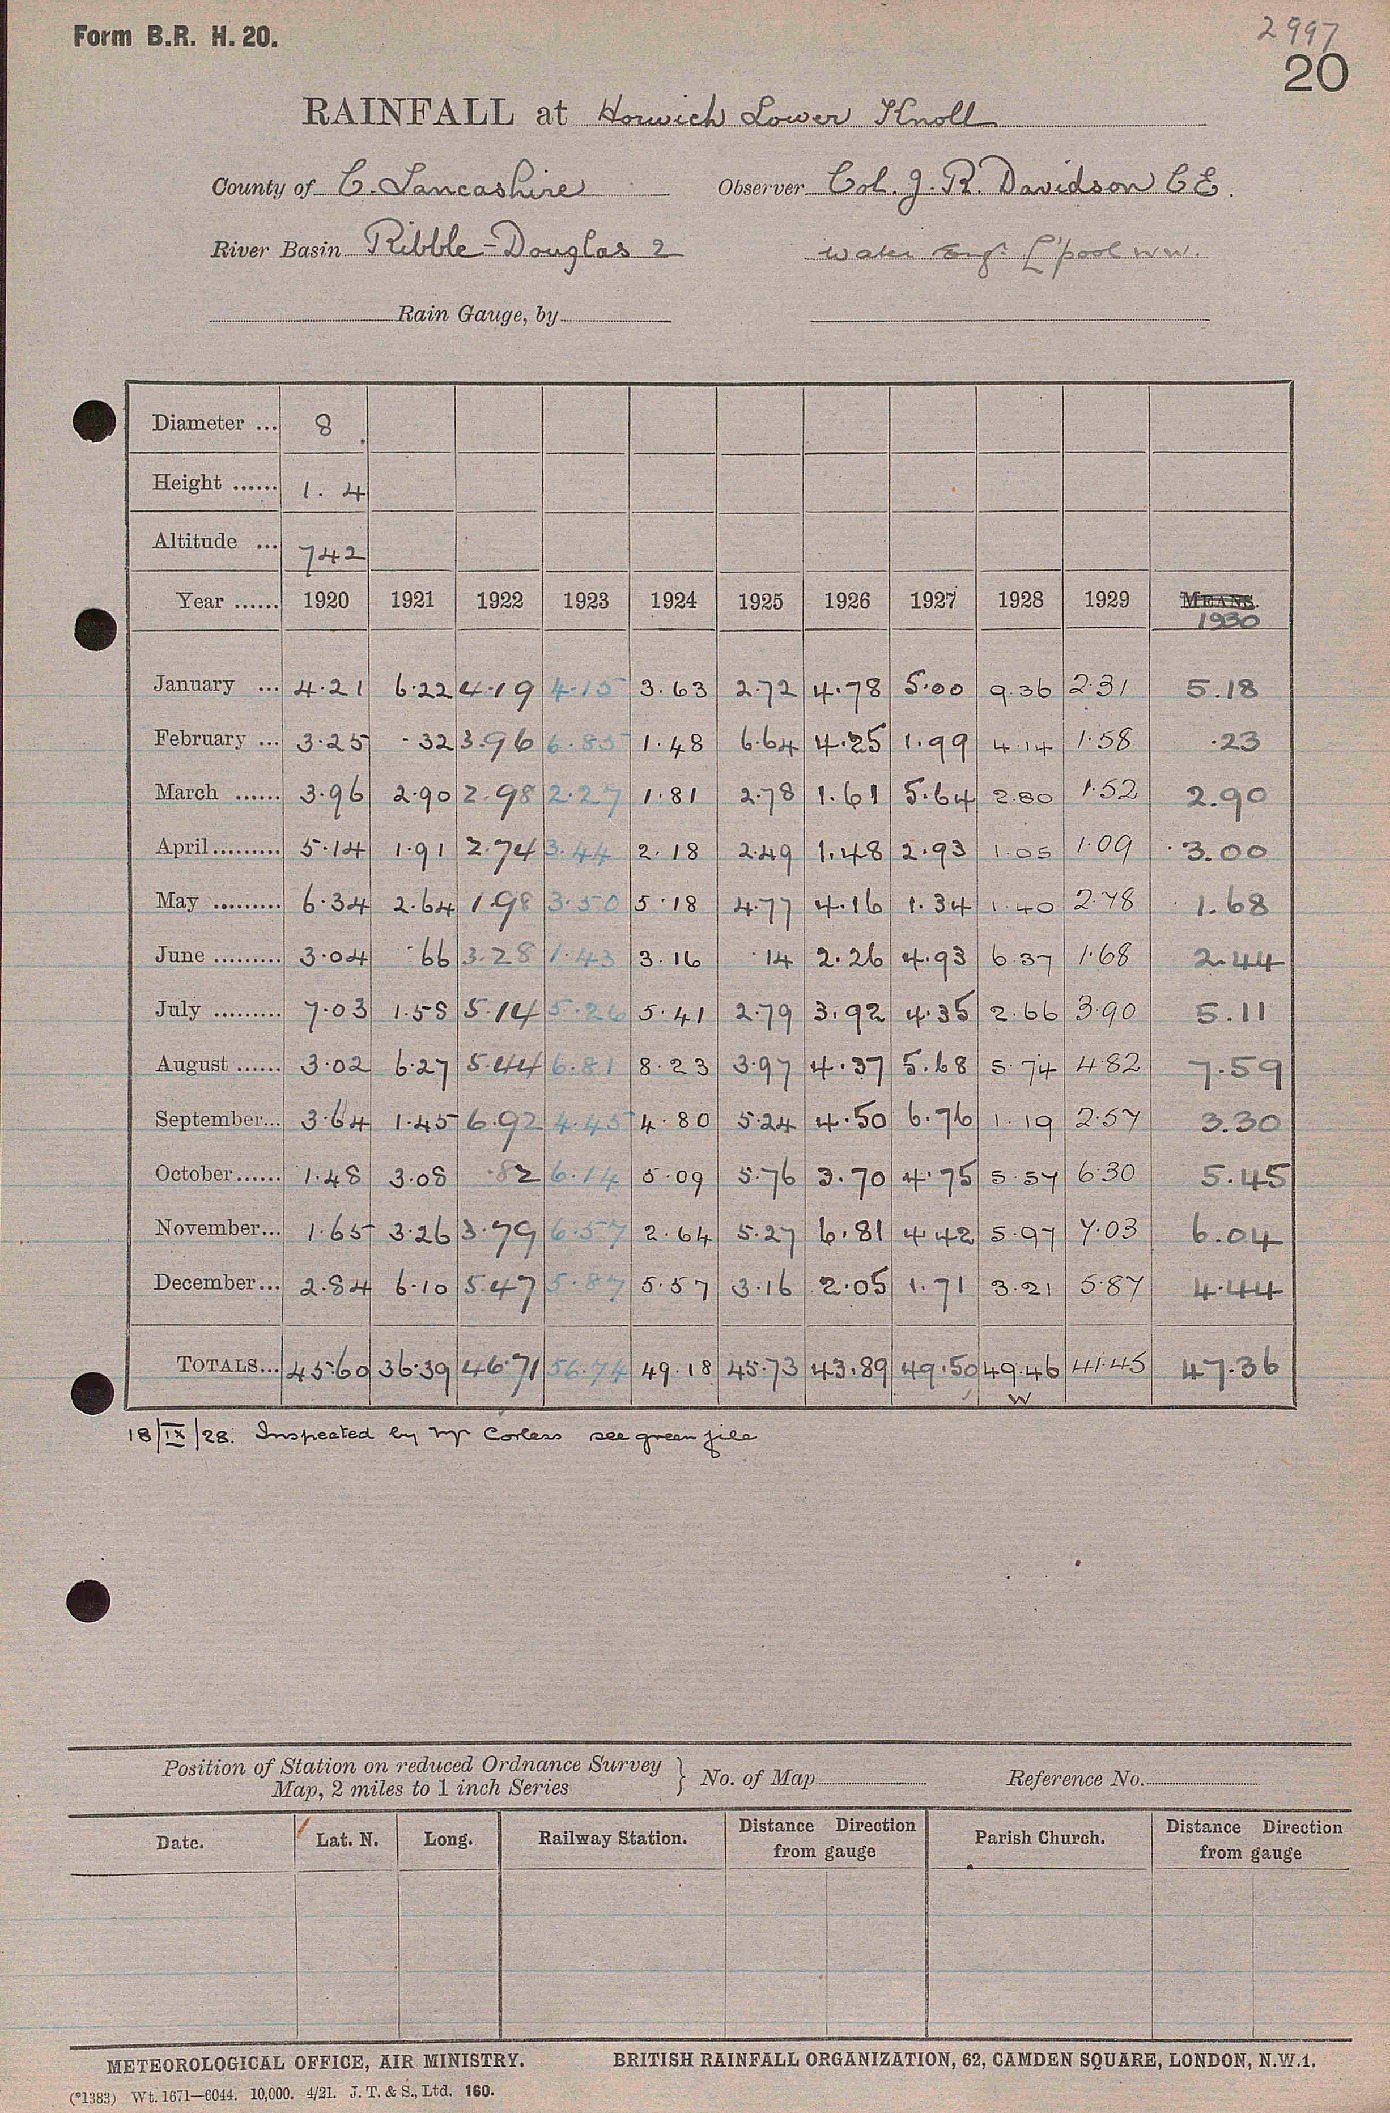 Form B.R. H. 20.
2997
20
RAINFALL at Horwich Lower Knoll
County of C. Lancashire Observer Col. J. R. Davidson C E.
River Basin Ribble-Douglas 2 water Engr. L'pool WW.
Rain Gauge, by
Diameter ... 8
Height ...... 1. 4
Altitude ... 742
Year ...... 1920 1921 1922 1923 1924 1925 1926 1927 1928 1929 MEANS.
1930
January ... 4.21 6.22 4.19 4.15 3.63 2.72 4.78 5.00 9.36 2.31 5.18
February ... 3.25 .32 3.96 6.85 1.48 6.64 4.25 1.99 4.14 1.58 .23
March ...... 3.96 2.90 2.98 2.27 1.81 2.78 1.61 5.64 2.80 1.52 2.90
April ......... 5.14 1.91 2.74 3.44 2.18 2.49 1.48 2.93 1.05 1.09 3.00
May ......... 6.34 2.64 1.98 3.50 5.18 4.77 4.16 1.34 1.40 2.78 1.68
June ......... 3.04 .66 3.28 1.43 3.16 .14 2.26 4.93 6.37 1.68 2.44
July ......... 7.03 1.58 5.14 5.26 5.41 2.79 3.92 4.35 2.66 3.90 5.11
August ...... 3.02 6.27 5.44 6.81 8.23 3.97 4.37 5.68 5.74 4.82 7.59
September... 3.64 1.45 6.92 4.45 4.80 5.24 4.50 6.76 1.19 2.57 3.30
October...... 1.48 3.08 .82 6.14 5.09 5.76 3.70 4.75 5.57 6.30 5.45
November... 1.65 3.26 3.79 6.57 2.64 5.27 6.81 4.42 5.97 7.03 6.04
December... 2.84 6.10 5.47 5.87 5.57 3.16 2.05 1.71 3.21 5.87 4.44
TOTALS... 45.60 36.39 46.71 56.74 49.18 45.73 43.89 49.50 49.46 41.45 47.36
W
18/IX/28. Inspected by Mr Corless see green file
Position of Station on reduced Ordnance Survey
Map, 2 miles to 1 inch Series } No. of Map Reference No.
Date. Lat. N. Long. Railway Station. Distance Direction from gauge Parish Church. Distance Direction from gauge
METEOROLOGICAL OFFICE, AIR MINISTRY. BRITISH RAINFALL ORGANIZATION, 62, CAMDEN SQUARE, LONDON, N.W.1.
(*1383) Wt. 1671—6044. 10,000. 4/21. J. T. & S., Ltd. 160.